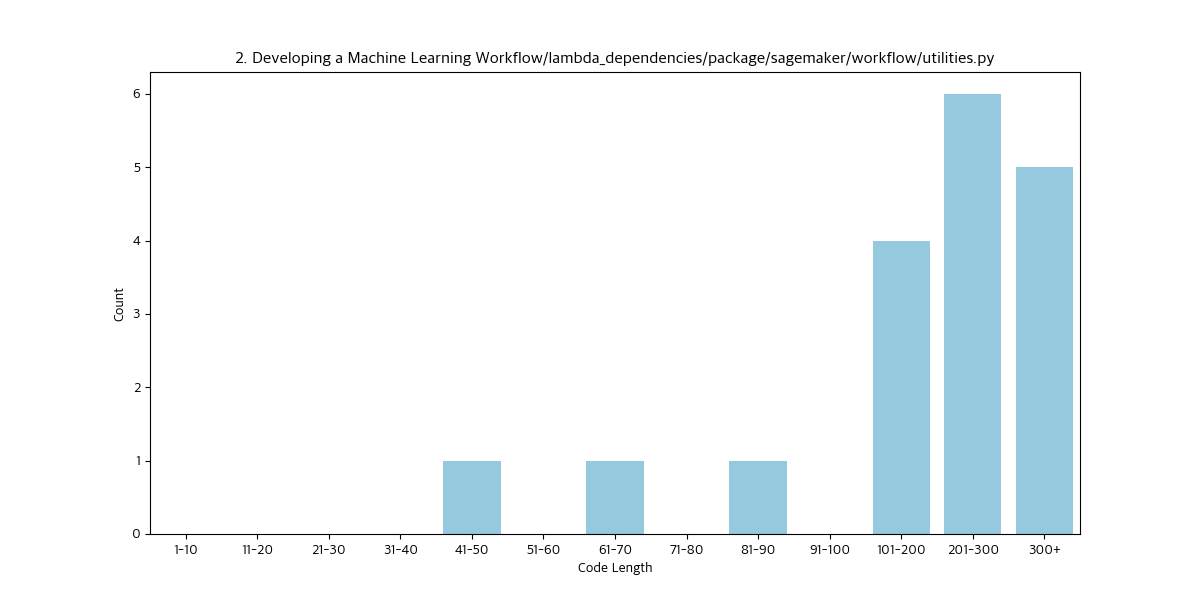 2. Developing a Machine Learning Workflow/lambda_dependencies/package/sagemaker/workflow/utilities.py
6
5
4
3
2
1
0
Count
1-10 11-20 21-30 31-40 41-50 51-60 61-70 71-80 81-90 91-100 101-200 201-300 300+
Code Length